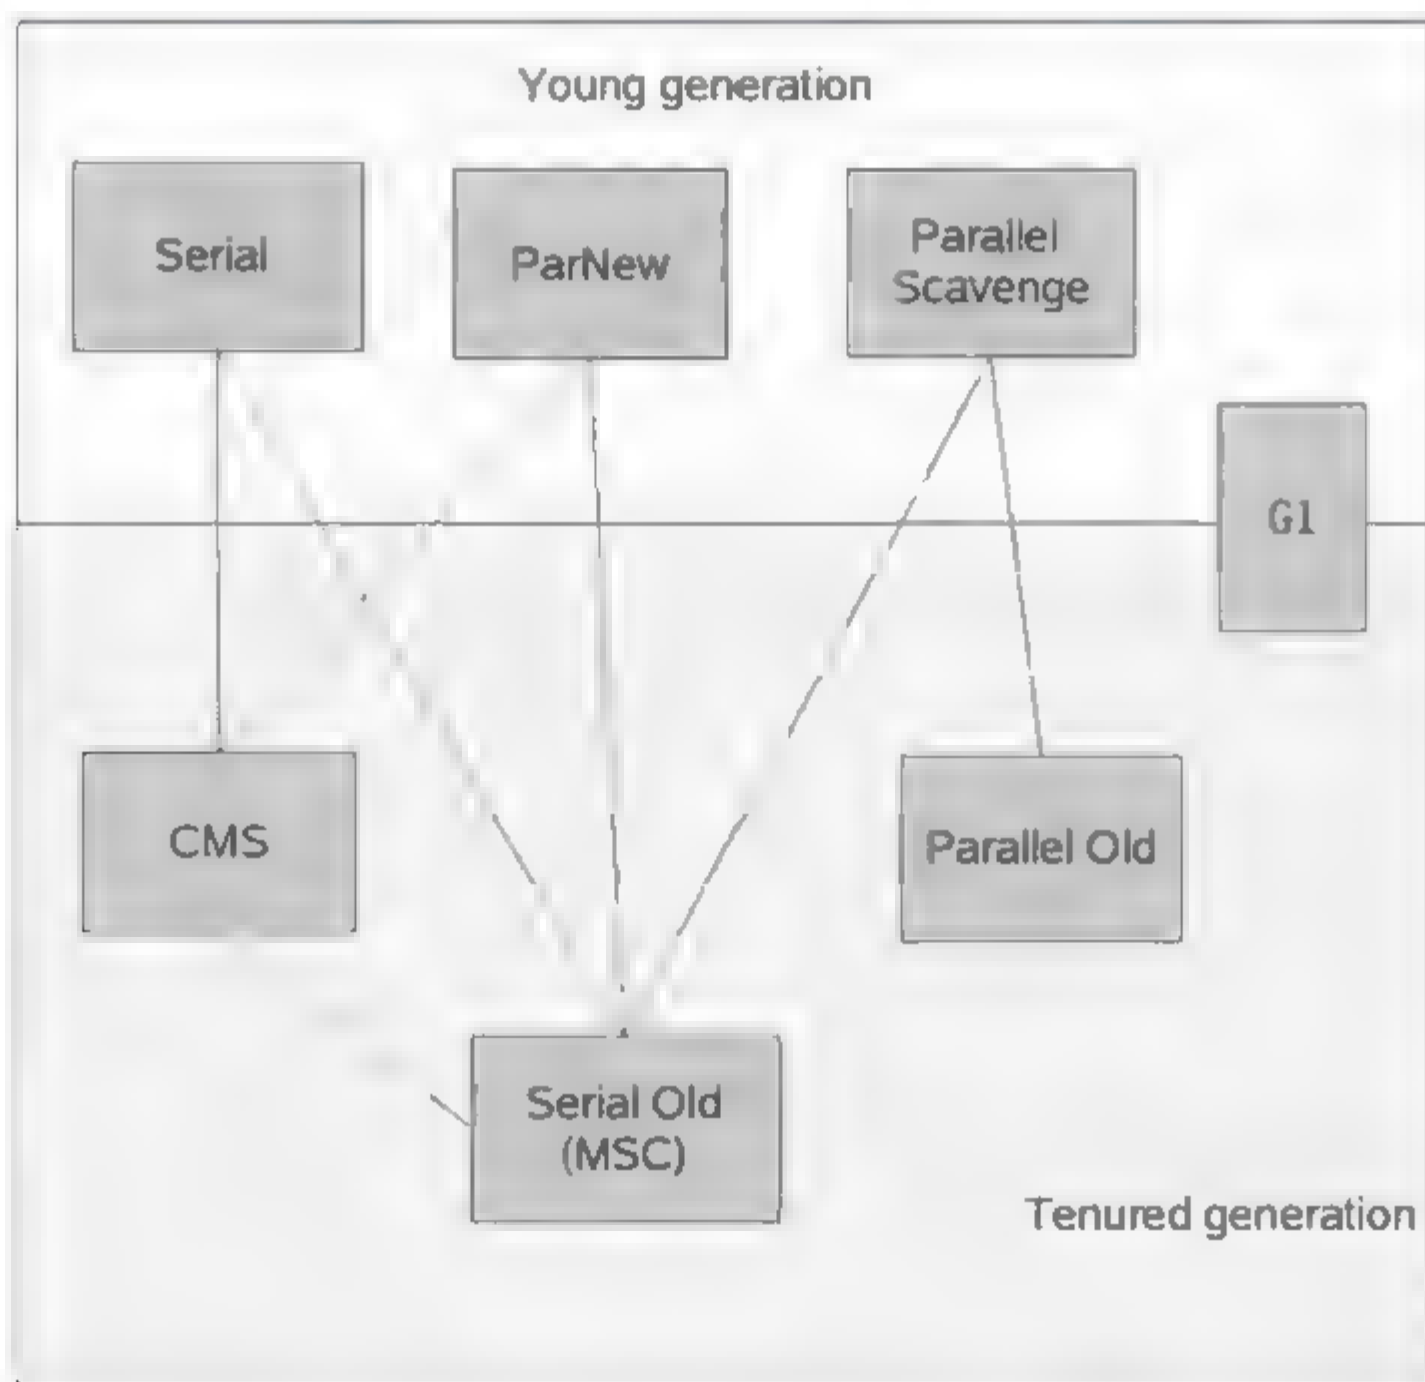 Young generation
Serial
ParNew
Parallel
Scavenge
G1
CMS
Parallel Old
Serial Old
(MSC)
Tenured generation